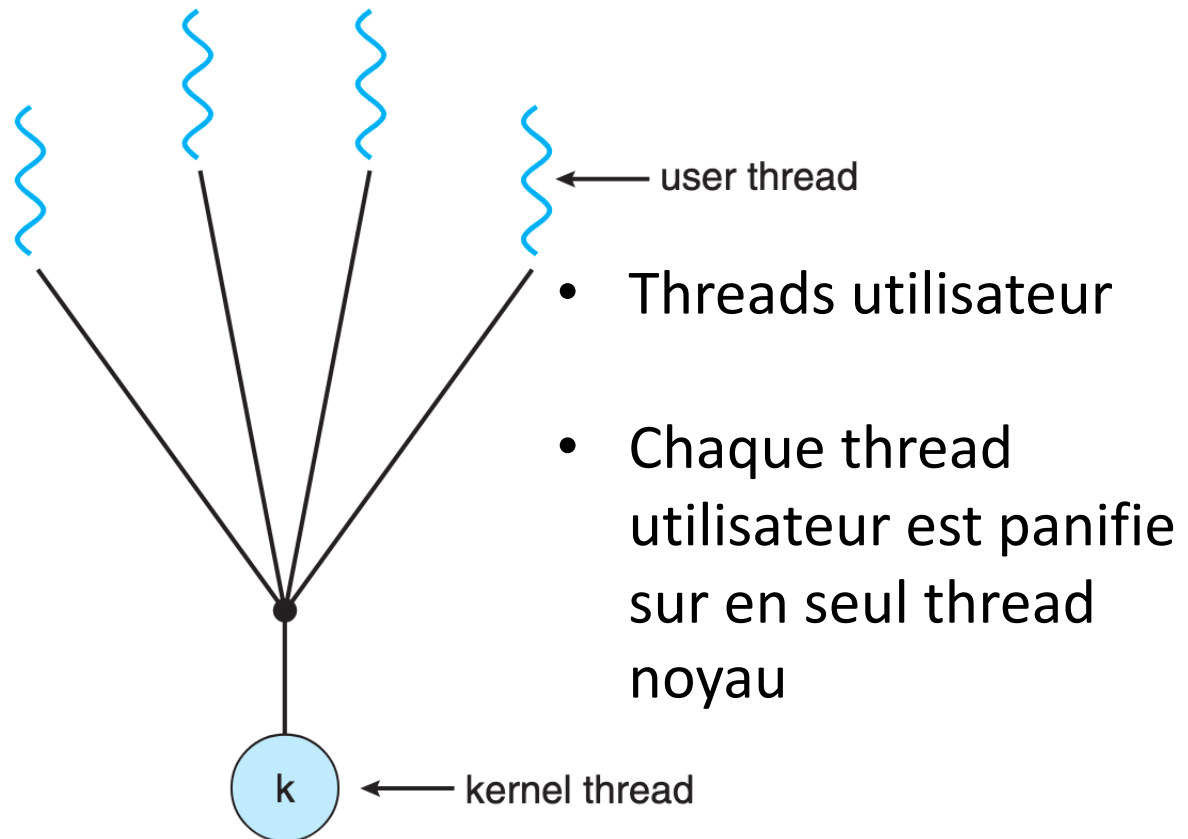 user thread
• Threads utilisateur
• Chaque thread
utilisateur est panifie
sur en seul thread
noyau
k
kernel thread